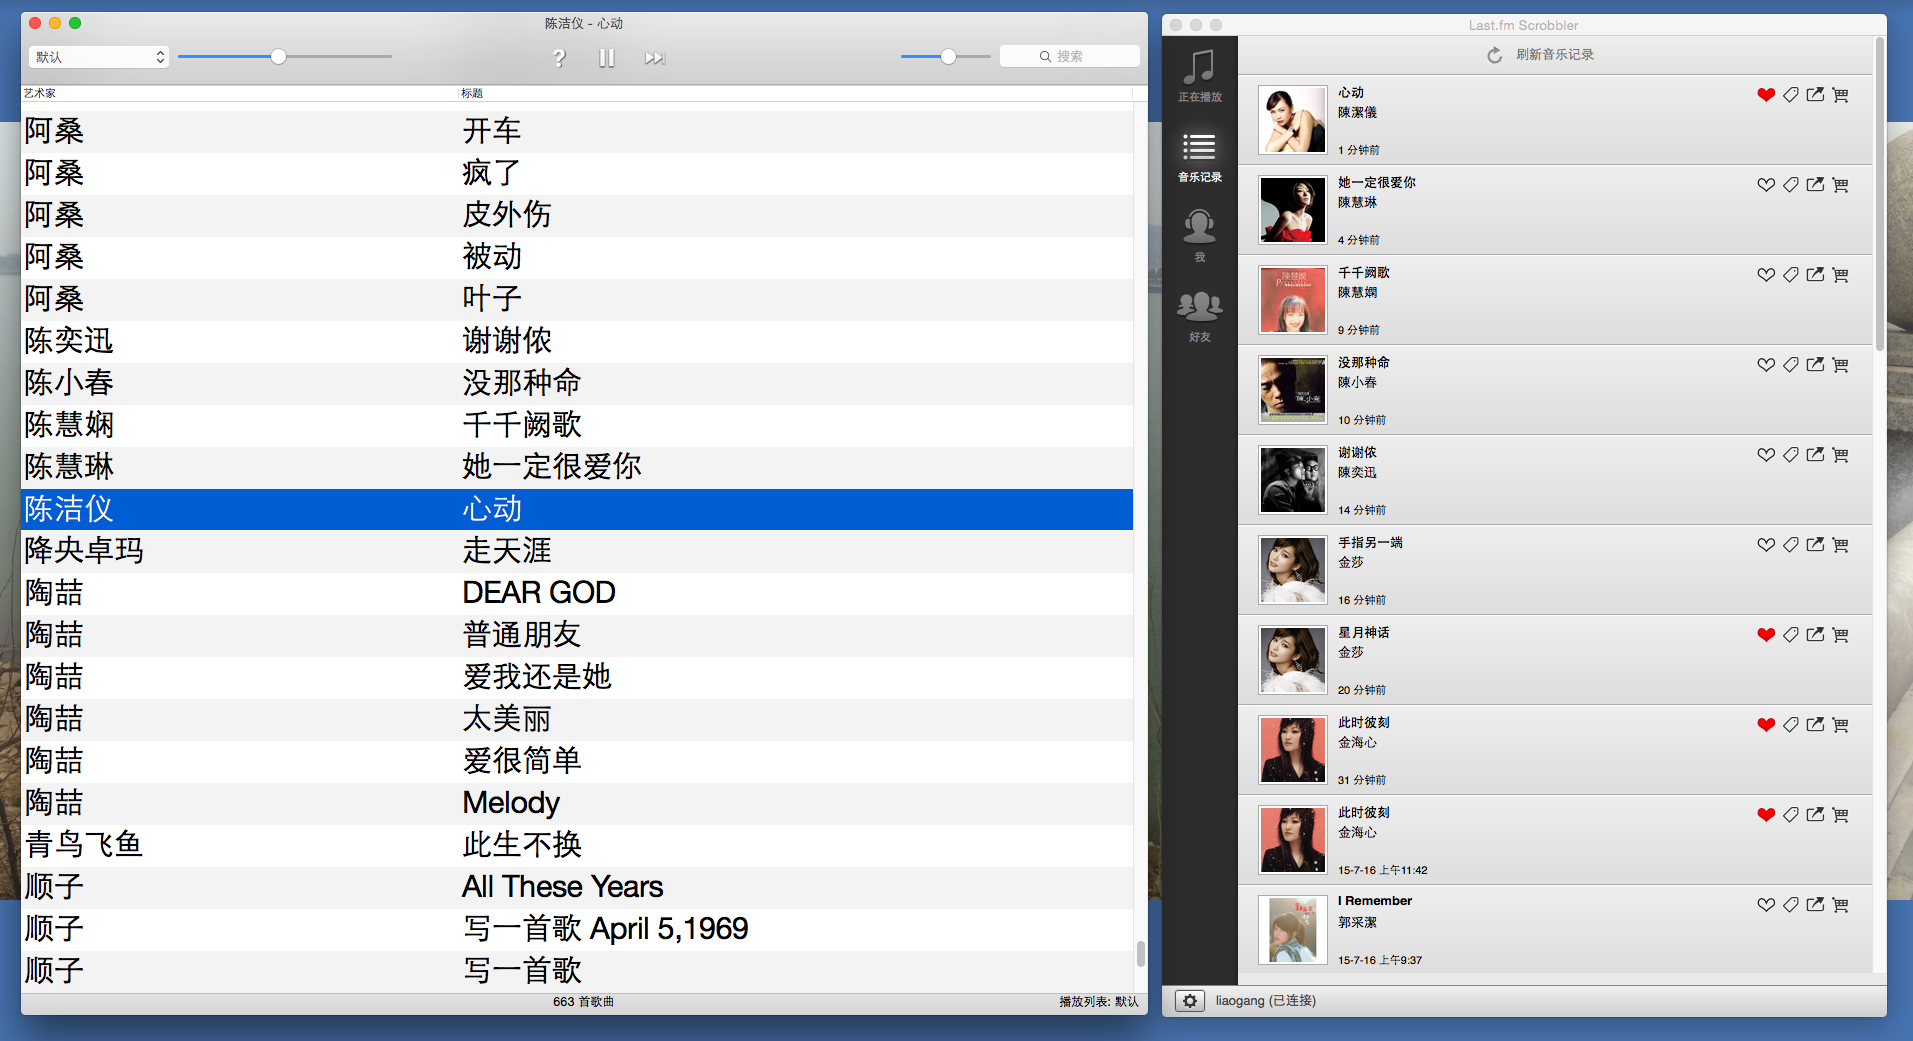 陈洁仪 - 心动
默认
搜索
艺术家 标题
阿桑 开车
阿桑 疯了
阿桑 皮外伤
阿桑 被动
阿桑 叶子
陈奕迅 谢谢侬
陈小春 没那种命
陈慧娴 千千阙歌
陈慧琳 她一定很爱你
陈洁仪 心动
降央卓玛 走天涯
陶喆 DEAR GOD
陶喆 普通朋友
陶喆 爱我还是她
陶喆 太美丽
陶喆 爱很简单
陶喆 Melody
青鸟飞鱼 此生不换
顺子 All These Years
顺子 写一首歌 April 5,1969
顺子 写一首歌
663 首歌曲
播放列表: 默认
Last.fm Scrobbler
正在播放
音乐记录
我
好友
刷新音乐记录
心动
陳潔儀
1 分钟前
她一定很爱你
陳慧琳
4 分钟前
千千阙歌
陳慧嫻
9 分钟前
没那种命
陳小春
10 分钟前
谢谢侬
陳奕迅
14 分钟前
手指另一端
金莎
16 分钟前
星月神话
金莎
20 分钟前
此时彼刻
金海心
31 分钟前
此时彼刻
金海心
15-7-16 上午11:42
I Remember
郭采潔
15-7-16 上午9:37
liaogang (已连接)